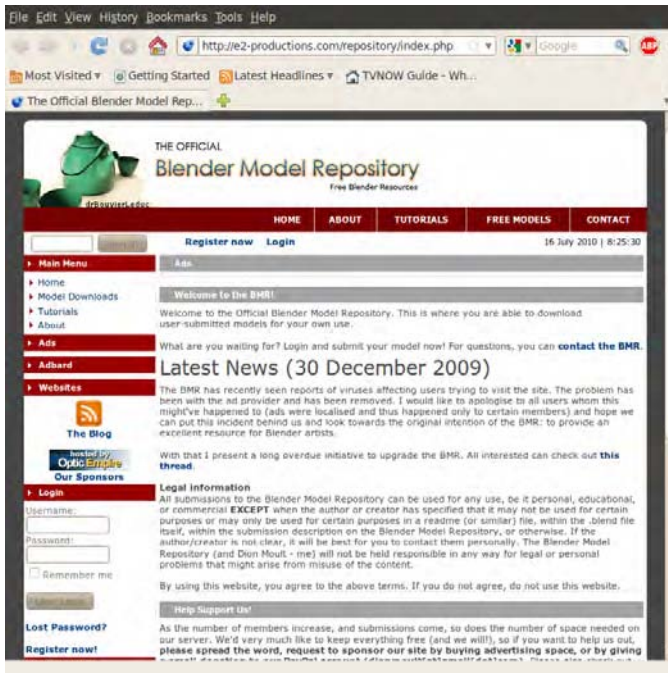 File Edit View History Bookmarks Tools Help
http://e2-productions.com/repository/index.php
Google
ABP
Most Visited Getting Started Latest Headlines TVNOW Guide - Wh...
The Official Blender Model Rep...
THE OFFICIAL
Blender Model Repository
Free Blender Resources
drBouvierLeduc
HOME ABOUT TUTORIALS FREE MODELS CONTACT
Register now Login
16 July 2010 | 8:25:30
Main Menu
Home
Model Downloads
Tutorials
About
Ads
Adbard
Websites
The Blog
hosted by
Optic Empire
Our Sponsors
Login
Username:
Password:
Remember me
Lost Password?
Register now!
Ads
Welcome to the BMR!
Welcome to the Official Blender Model Repository. This is where you are able to download
user-submitted models for your own use.
What are you waiting for? Login and submit your model now! For questions, you can contact the BMR.
Latest News (30 December 2009)
The BMR has recently seen reports of viruses affecting users trying to visit the site. The problem has
been with the ad provider and has been removed. I would like to apologise to all users whom this
might've happened to (ads were localised and thus happened only to certain members) and hope we
can put this incident behind us and look towards the original intention of the BMR: to provide an
excellent resource for Blender artists.
With that I present a long overdue initiative to upgrade the BMR. All interested can check out this
thread.
Legal information
All submissions to the Blender Model Repository can be used for any use, be it personal, educational,
or commercial EXCEPT when the author or creator has specified that it may not be used for certain
purposes or may only be used for certain purposes in a readme (or similar) file, within the .blend file
itself, within the submission description on the Blender Model Repository, or otherwise. If the
author/creator is not clear, it will be best for you to contact them personally. The Blender Model
Repository (and Dion Moult - me) will not be held responsible in any way for legal or personal
problems that might arise from misuse of the content.
By using this website, you agree to the above terms. If you do not agree, do not use this website.
Help Support Us!
As the number of members increase, and submissions come, so does the number of space needed on
our server. We'd very much like to keep everything free (and we will!), so if you want to help us out,
please spread the word, request to sponsor our site by buying advertising space, or by giving